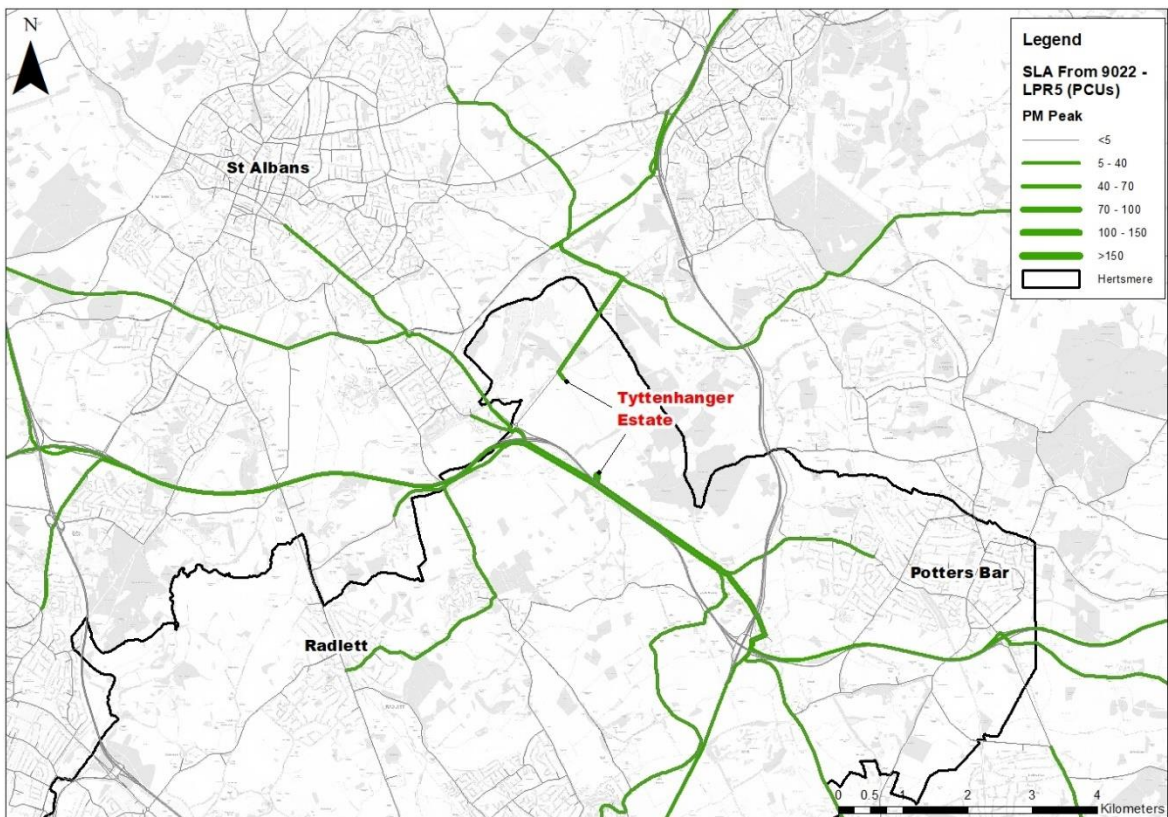 N
Legend
SLA From 9022 -
LPR5 (PCUs)
PM Peak
<5
5 - 40
40 - 70
70 - 100
100 - 150
>150
Hertsmere
St Albans
Tyttenhanger
Estate
Potters Bar
Radlett
0 0.5 1 2 3 4
Kilometers